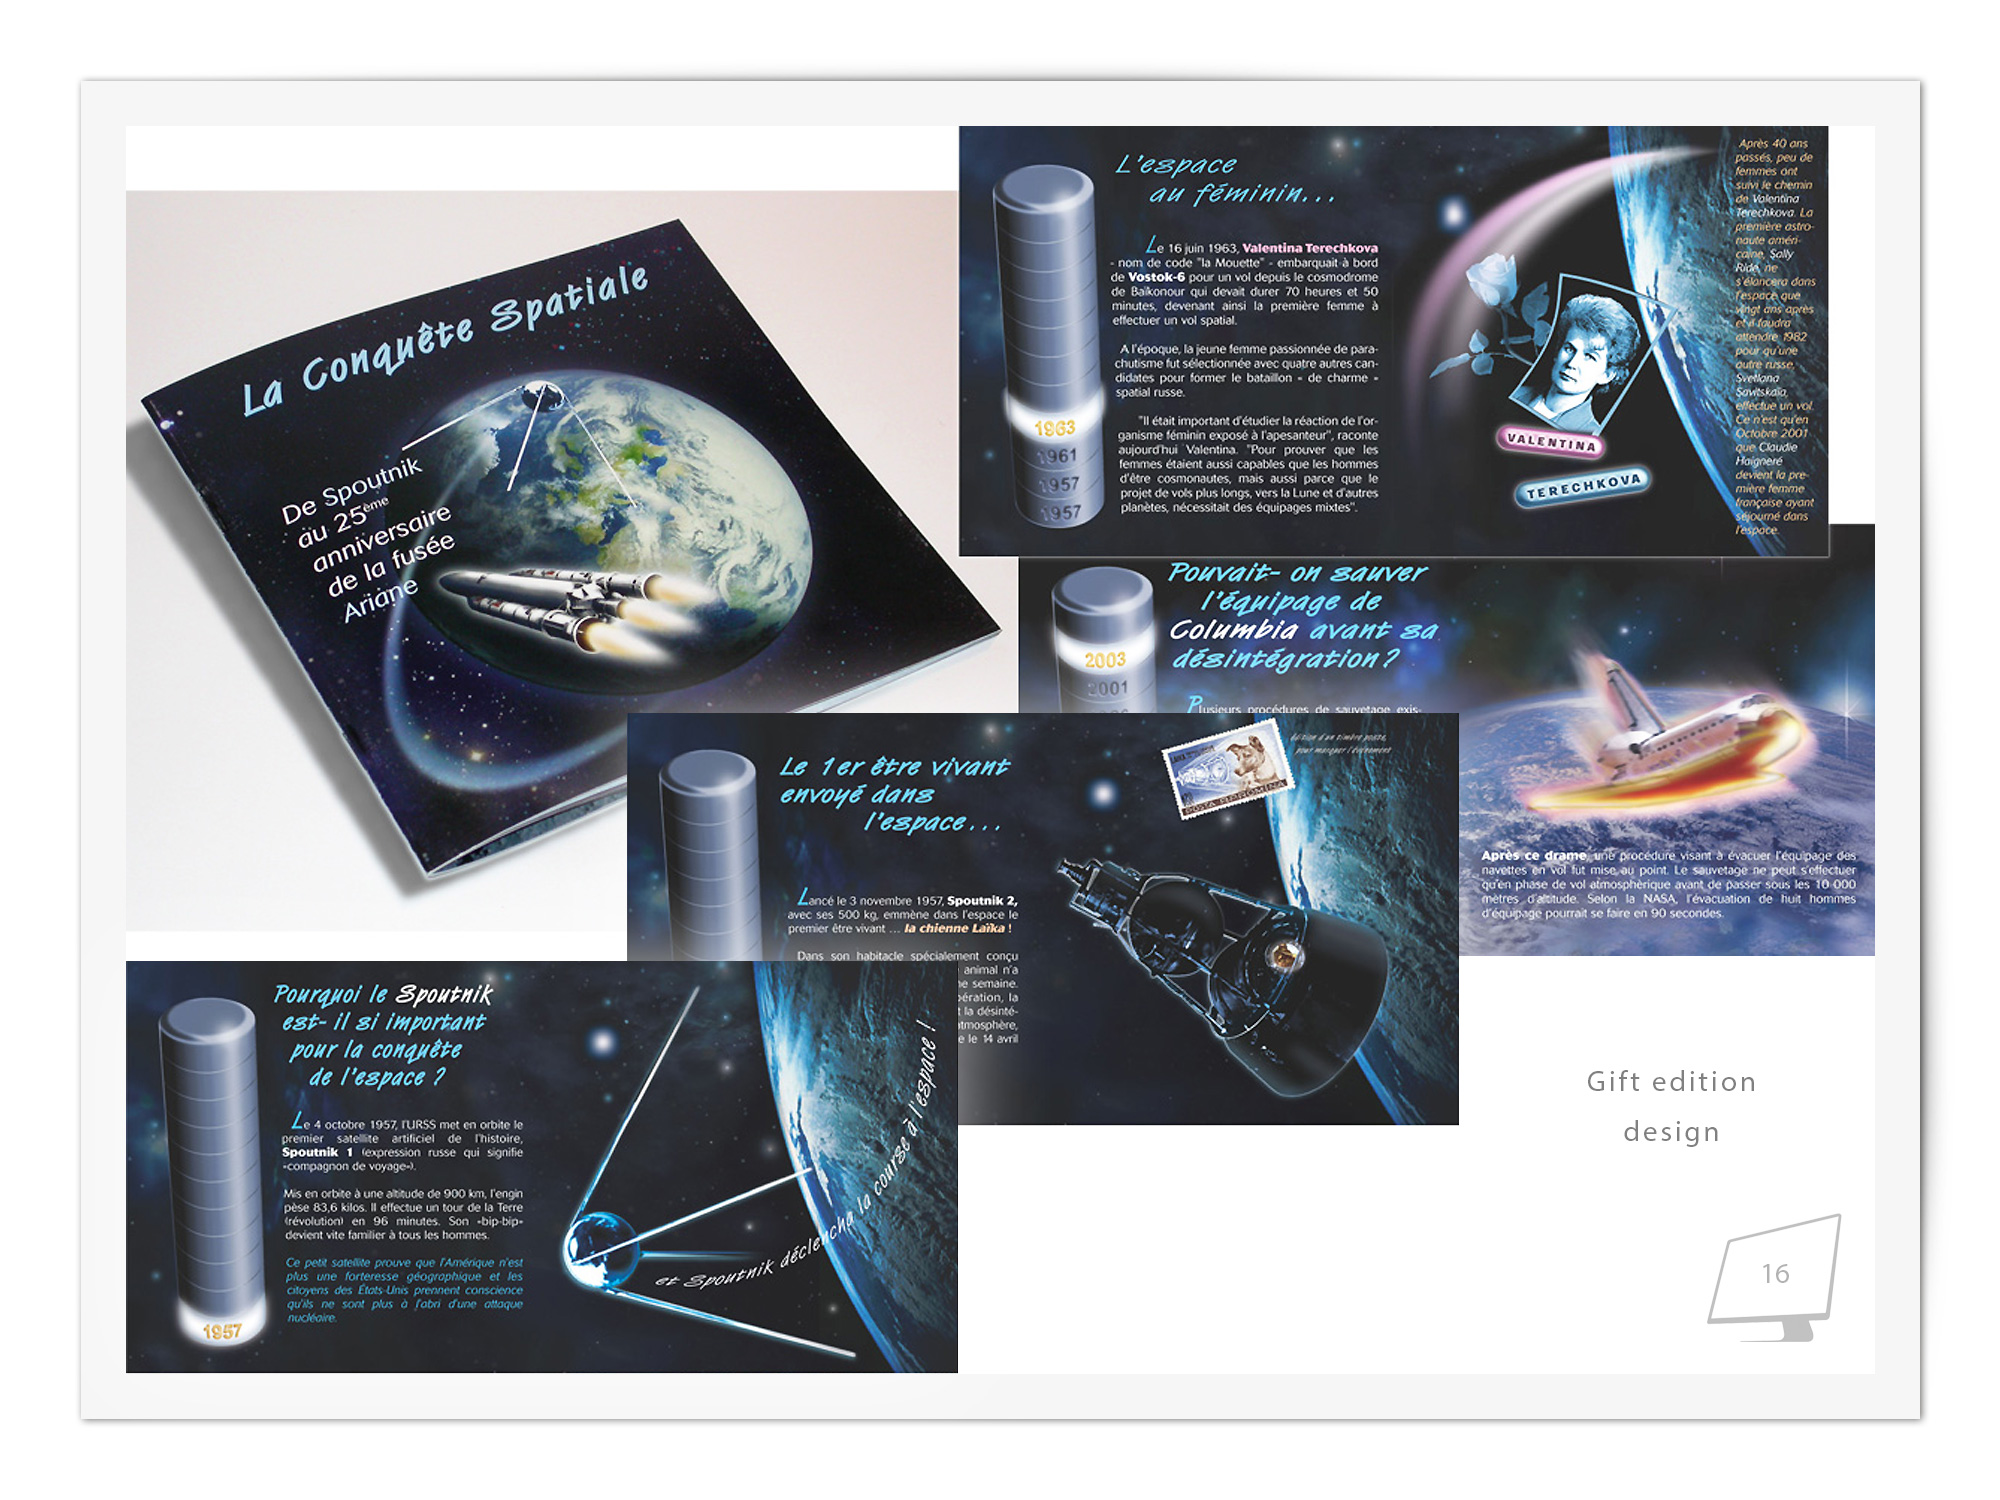 La Conquête Spatiale
De Spoutnik
au 25ème
anniversaire
de la fusée
Ariane
L'espace
au féminin...
Le 16 juin 1963, Valentina Terechkova
- nom de code "la Mouette" - embarquait à bord
de Vostok-6 pour un vol depuis le cosmodrome
de Baïkonour qui devait durer 70 heures et 50
minutes, devenant ainsi la première femme à
effectuer un vol spatial.
A l'époque, la jeune femme passionnée de para-
chutisme fut sélectionnée avec quatre autres can-
didates pour former le bataillon « de charme »
spatial russe.
"Il était important d'étudier la réaction de l'or-
ganisme féminin exposé à l'apesanteur", raconte
aujourd'hui Valentina. "Pour prouver que les
femmes étaient aussi capables que les hommes
d'être cosmonautes, mais aussi parce que le
projet de vols plus longs, vers la Lune et d'autres
planètes, nécessitait des équipages mixtes".
1963
1961
1957
1957
VALENTINA
TERECHKOVA
Après 40 ans
passés, peu de
femmes ont
suivi le chemin
de Valentina
Terechkova. La
première astro-
naute améri-
caine, Sally
Ride, ne
s'élancera dans
l'espace que
vingt ans après
et il faudra
attendre 1982
pour qu'une
autre russe,
Svetlana
Savitskaïa,
effectue un vol.
Ce n'est qu'en
Octobre 2001
que Claudie
Haigneré
devient la pre-
mière femme
française ayant
séjourné dans
l'espace.
Pouvait- on sauver
l'équipage de
Columbia avant sa
désintégration ?
2003
2001
Plusieurs procédures de sauvetage exis-
Après ce drame, une procédure visant à évacuer l'équipage des
navettes en vol fut mise au point. Le sauvetage ne peut s'effectuer
qu'en phase de vol atmosphérique avant de passer sous les 10 000
mètres d'altitude. Selon la NASA, l'évacuation de huit hommes
d'équipage pourrait se faire en 90 secondes.
Le 1er être vivant
envoyé dans
l'espace...
édition d'un timbre poste,
pour marquer l'événement
POSTA ROMINA
Lancé le 3 novembre 1957, Spoutnik 2,
avec ses 500 kg, emmène dans l'espace le
premier être vivant ... la chienne Laïka !
Dans son habitacle spécialement conçu
animal n'a
ne semaine.
pération, la
t la désinté-
atmosphère,
e le 14 avril
Pourquoi le Spoutnik
est- il si important
pour la conquête
de l'espace ?
Le 4 octobre 1957, l'URSS met en orbite le
premier satellite artificiel de l'histoire,
Spoutnik 1 (expression russe qui signifie
«compagnon de voyage»).
Mis en orbite à une altitude de 900 km, l'engin
pèse 83,6 kilos. Il effectue un tour de la Terre
(révolution) en 96 minutes. Son «bip-bip»
devient vite familier à tous les hommes.
Ce petit satellite prouve que l'Amérique n'est
plus une forteresse géographique et les
citoyens des États-Unis prennent conscience
qu'ils ne sont plus à l'abri d'une attaque
nucléaire.
1957
et Spoutnik déclencha la course à l'espace !
Gift edition
design
16